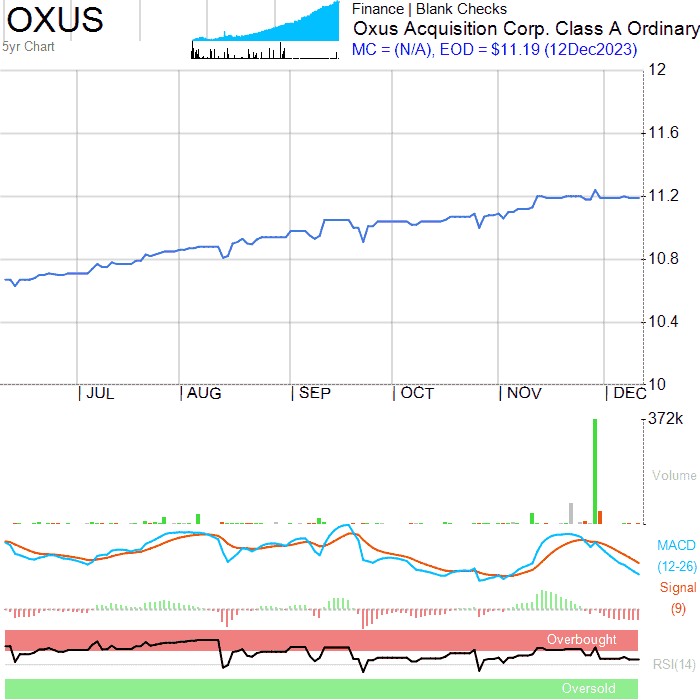 OXUS
5yr Chart
Finance | Blank Checks
Oxus Acquisition Corp. Class A Ordinary
MC = (N/A), EOD = $11.19 (12Dec2023)
12
11.6
11.2
10.8
10.4
10
| JUL | AUG | SEP | OCT | NOV | DEC
372k
Volume
MACD
(12-26)
Signal
(9)
Overbought
RSI(14)
Oversold